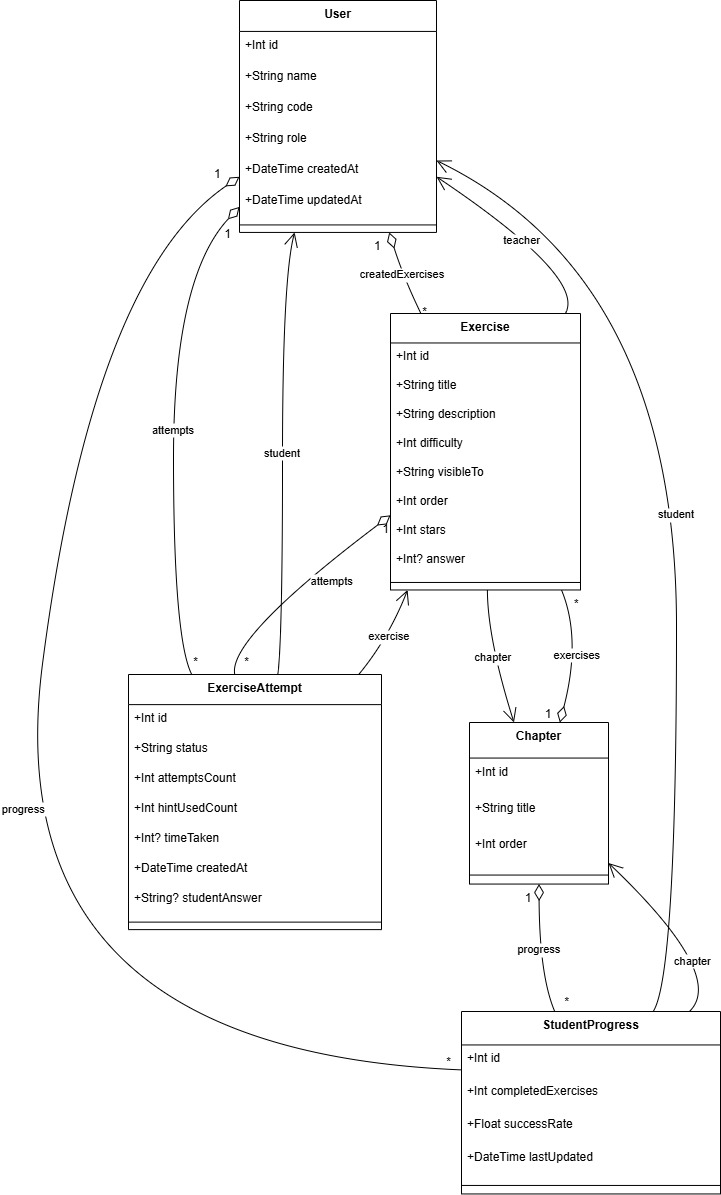 User
+Int id
+String name
+String code
+String role
+DateTime createdAt
+DateTime updatedAt
1
1
1
teacher
createdExercises
*
Exercise
+Int id
+String title
+String description
+Int difficulty
+String visibleTo
+Int order
+Int stars
+Int? answer
attempts
student
student
1
attempts
*
*
exercise
*
chapter
exercises
1
ExerciseAttempt
+Int id
+String status
+Int attemptsCount
+Int hintUsedCount
+Int? timeTaken
+DateTime createdAt
+String? studentAnswer
Chapter
+Int id
+String title
+Int order
progress
1
progress
chapter
*
*
StudentProgress
+Int id
+Int completedExercises
+Float successRate
+DateTime lastUpdated